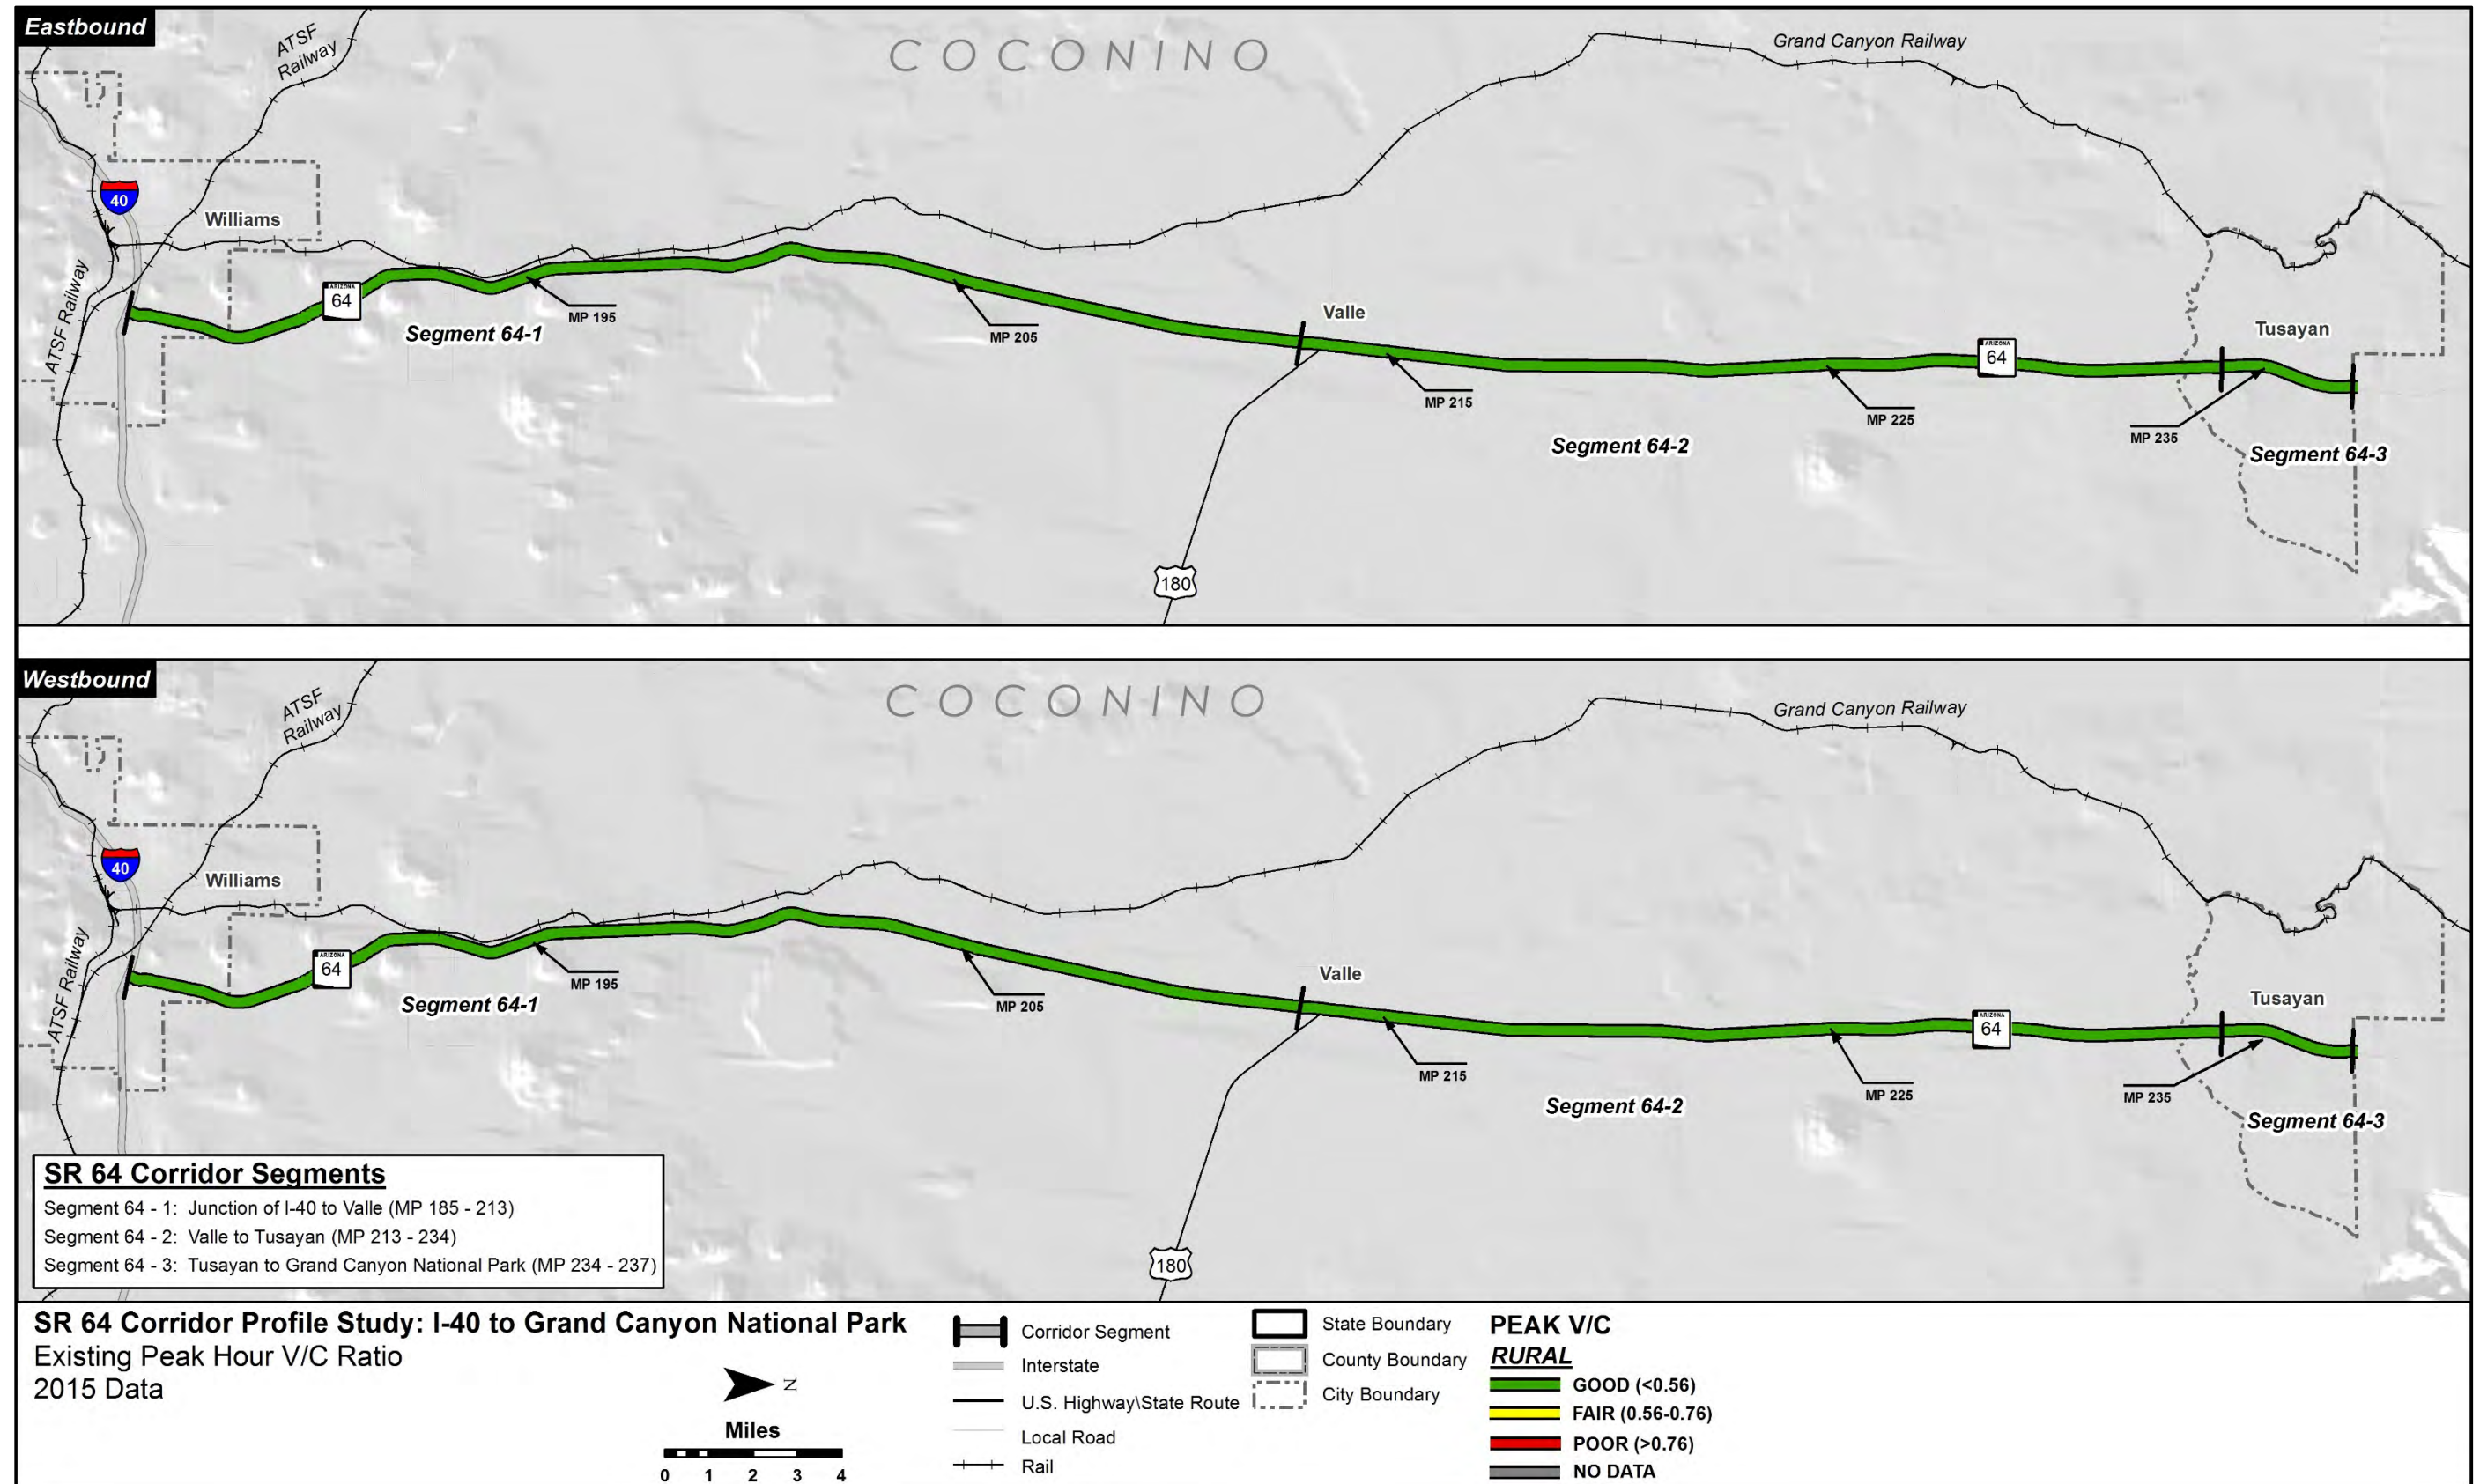 Eastbound
ATSF
Railway
COCONINO
Grand Canyon Railway
40
Williams
ATSF Railway
ARIZONA
64
Segment 64-1
MP 195
MP 205
Valle
MP 215
180
Segment 64-2
MP 225
ARIZONA
64
Tusayan
MP 235
Segment 64-3
Westbound
ATSF
Railway
COCONINO
Grand Canyon Railway
40
Williams
ATSF Railway
ARIZONA
64
Segment 64-1
MP 195
MP 205
Valle
MP 215
180
Segment 64-2
MP 225
ARIZONA
64
Tusayan
MP 235
Segment 64-3
SR 64 Corridor Segments
Segment 64 - 1: Junction of I-40 to Valle (MP 185 - 213)
Segment 64 - 2: Valle to Tusayan (MP 213 - 234)
Segment 64 - 3: Tusayan to Grand Canyon National Park (MP 234 - 237)
SR 64 Corridor Profile Study: I-40 to Grand Canyon National Park
Existing Peak Hour V/C Ratio
2015 Data
N
Miles
0 1 2 3 4
Corridor Segment
Interstate
U.S. Highway\State Route
Local Road
Rail
State Boundary
County Boundary
City Boundary
PEAK V/C
RURAL
GOOD (<0.56)
FAIR (0.56-0.76)
POOR (>0.76)
NO DATA